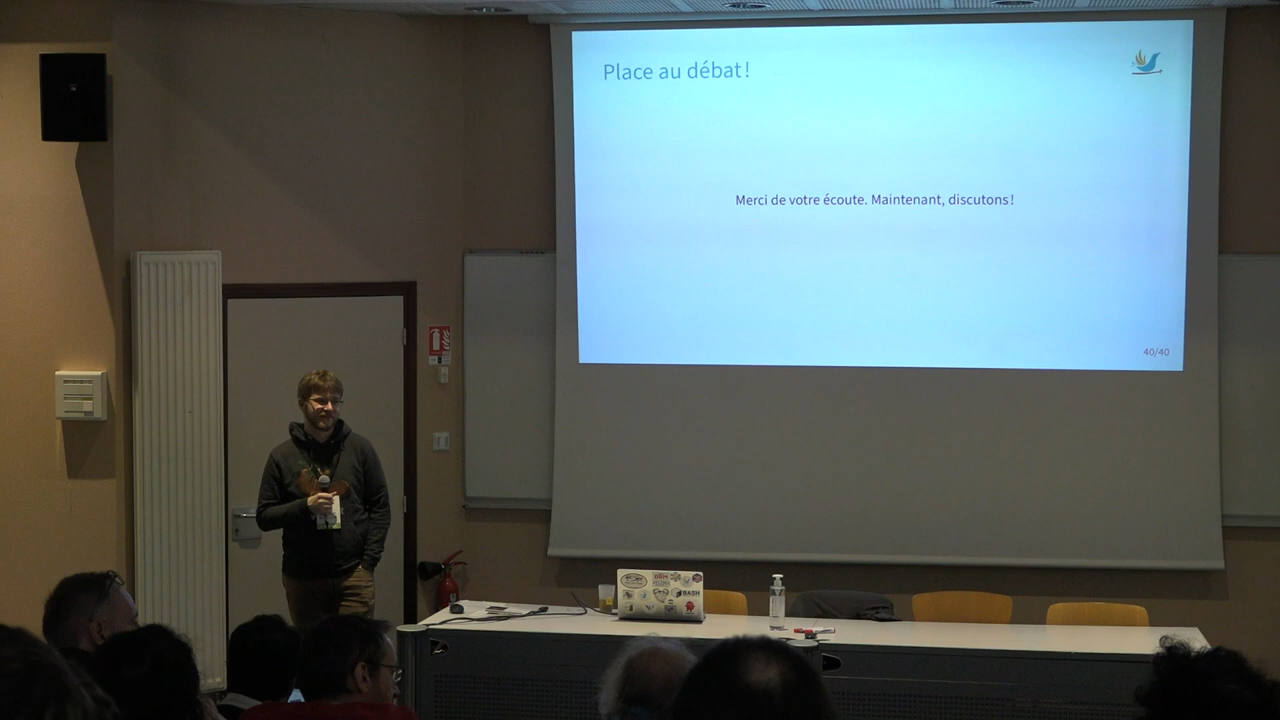 Place au débat !
Merci de votre écoute. Maintenant, discutons !
40/40
BASH